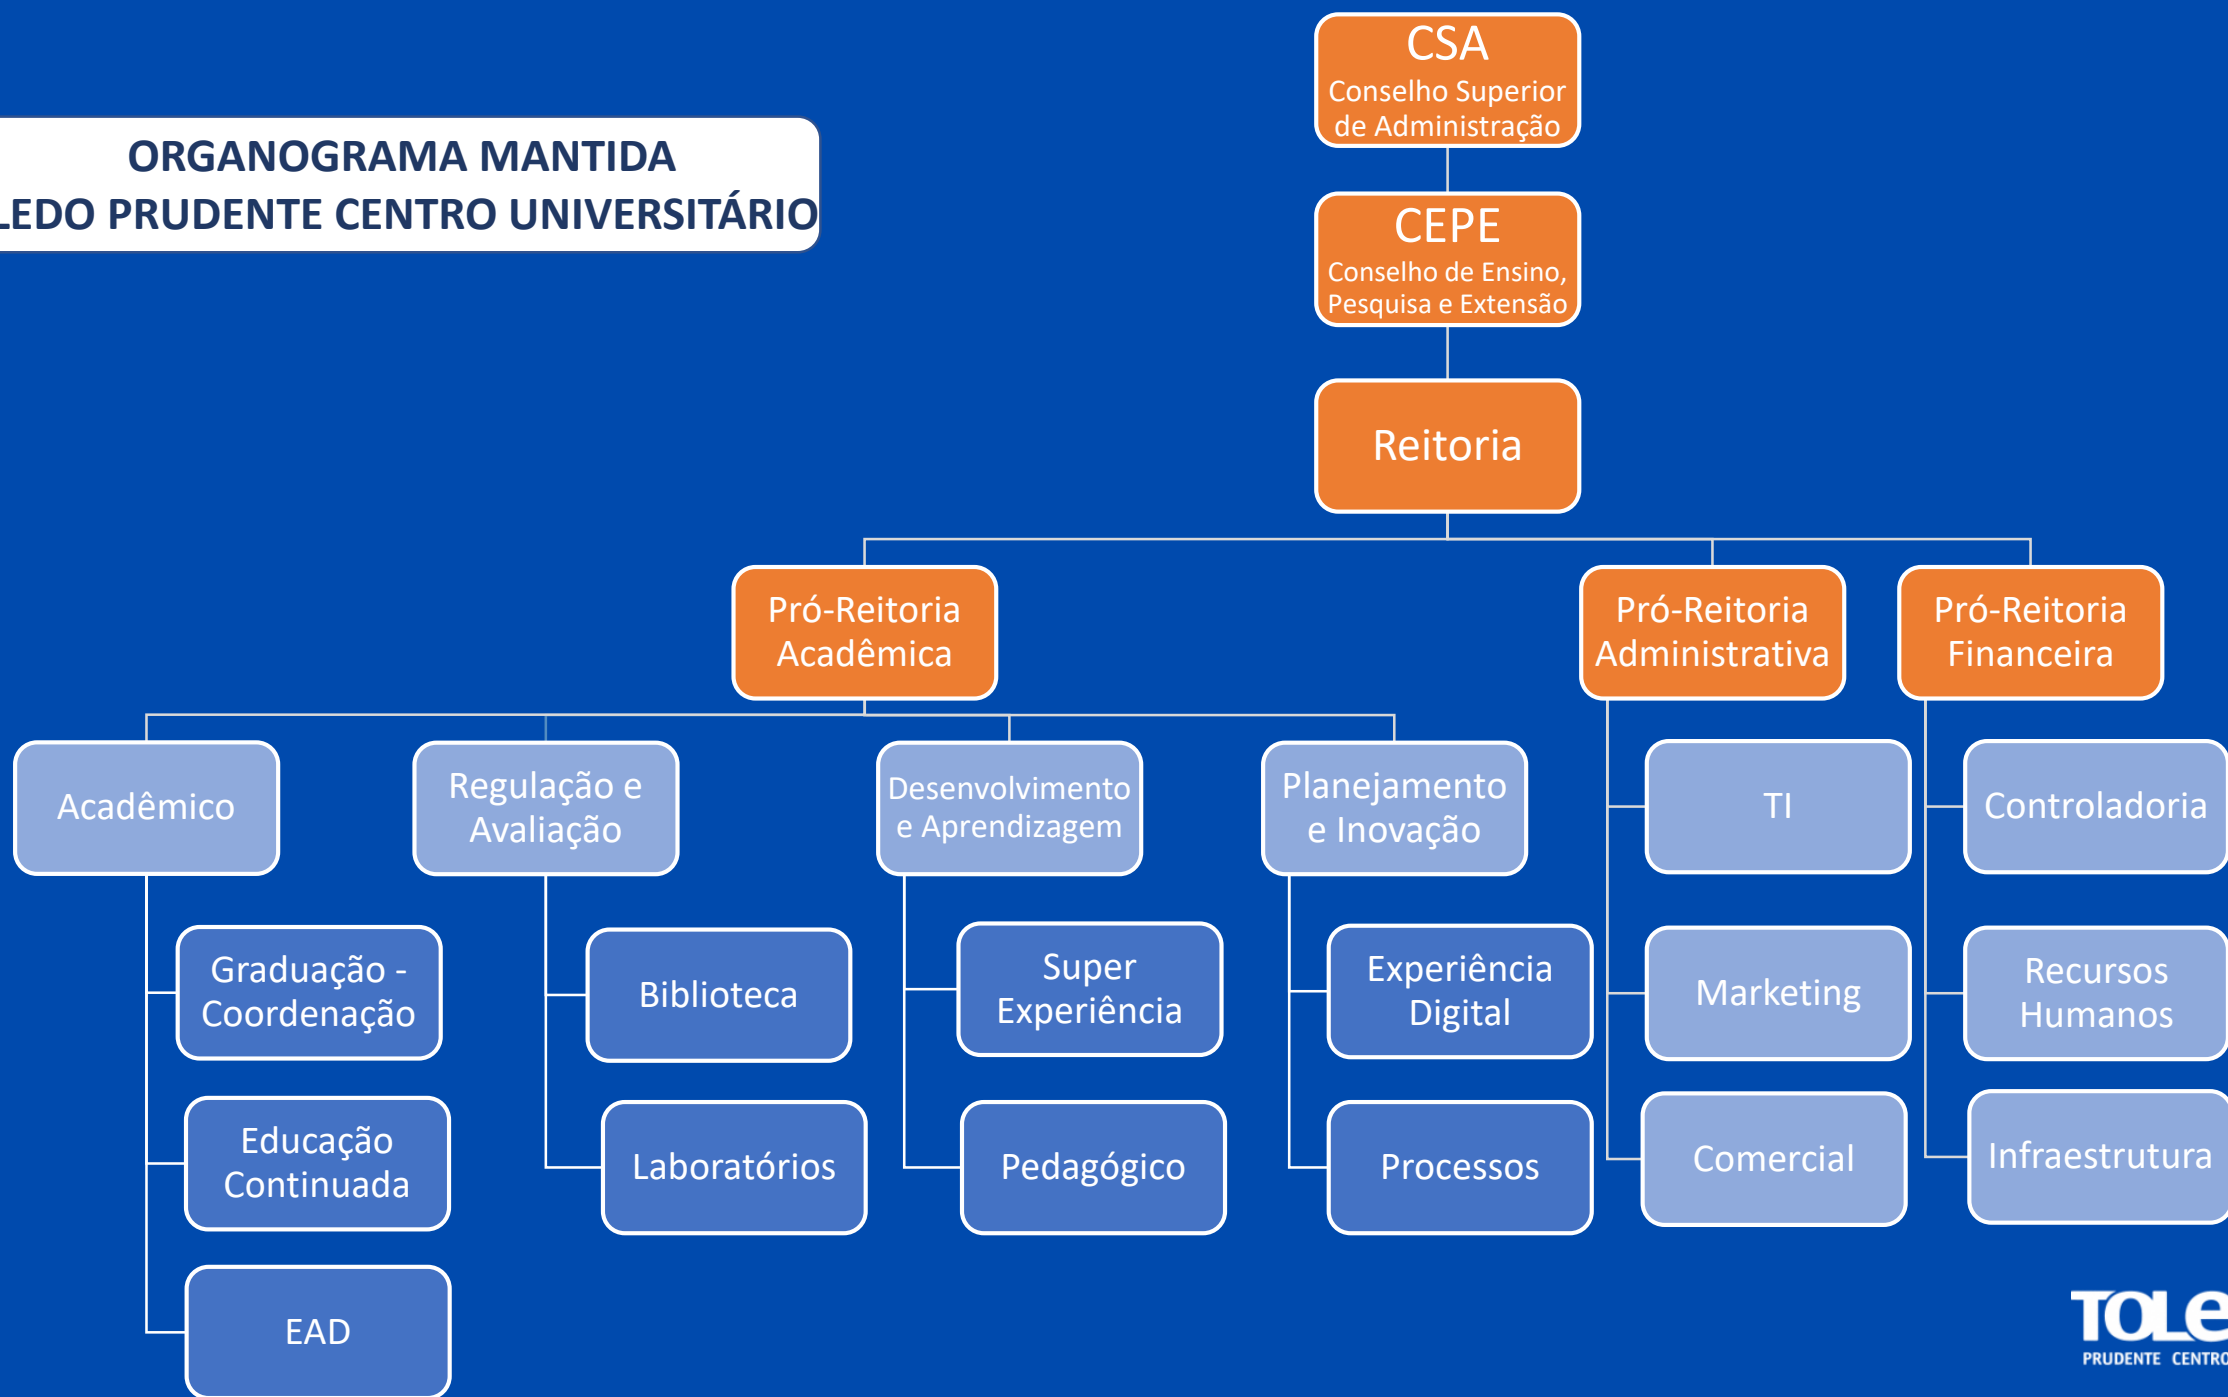 CSA
Conselho Superior
de Administração
ORGANOGRAMA MANTIDA
LEDO PRUDENTE CENTRO UNIVERSITÁRIO
CEPE
Conselho de Ensino,
Pesquisa e Extensão
Reitoria
Pró-Reitoria
Acadêmica
Pró-Reitoria
Administrativa
Pró-Reitoria
Financeira
Acadêmico
Regulação e
Avaliação
Desenvolvimento
e Aprendizagem
Planejamento
e Inovação
TI
Controladoria
Graduação -
Coordenação
Biblioteca
Super
Experiência
Experiência
Digital
Marketing
Recursos
Humanos
Educação
Continuada
Laboratórios
Pedagógico
Processos
Comercial
Infraestrutura
EAD
TOLE
PRUDENTE CENTRO